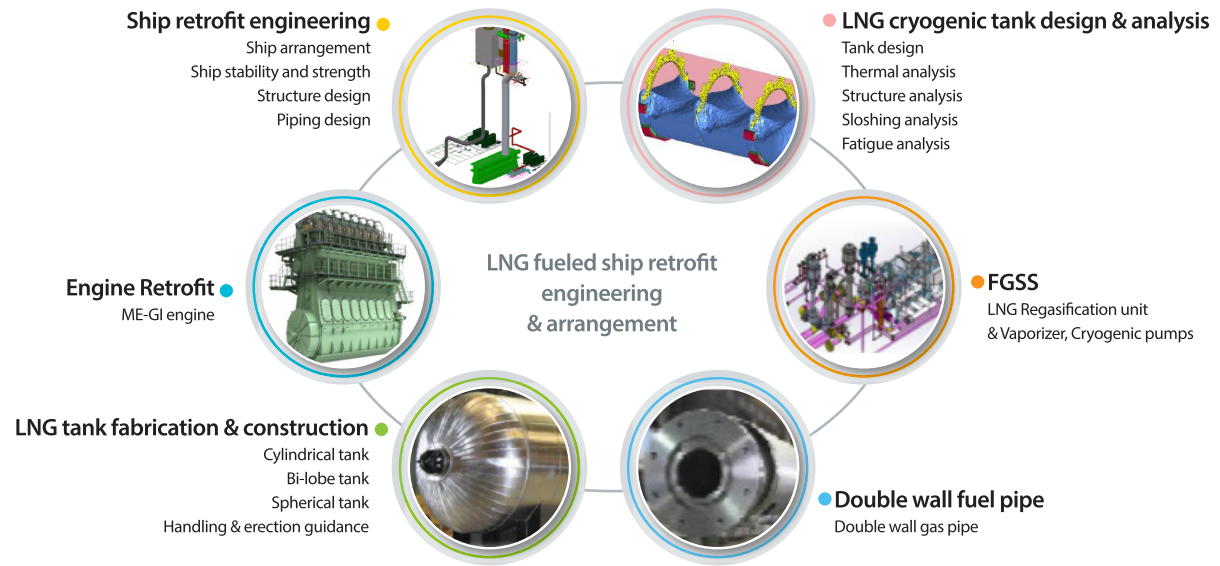 Ship retrofit engineering
Ship arrangement
Ship stability and strength
Structure design
Piping design
LNG cryogenic tank design & analysis
Tank design
Thermal analysis
Structure analysis
Sloshing analysis
Fatigue analysis
Engine Retrofit
ME-GI engine
LNG fueled ship retrofit
engineering
& arrangement
FGSS
LNG Regasification unit
& Vaporizer, Cryogenic pumps
LNG tank fabrication & construction
Cylindrical tank
Bi-lobe tank
Spherical tank
Handling & erection guidance
Double wall fuel pipe
Double wall gas pipe